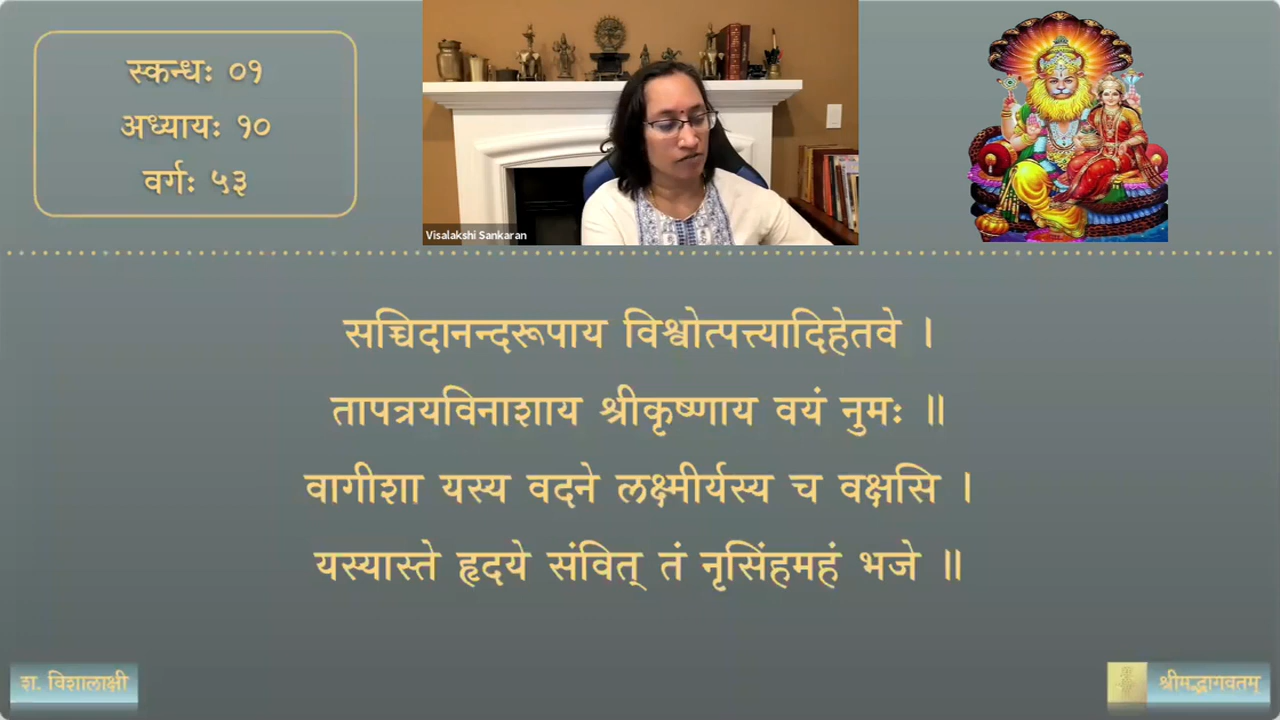 स्कन्धः ०१
अध्यायः १०
वर्गः ५३
Visalakshi Sankaran
सच्चिदानन्दरूपाय विश्वोत्पत्त्यादिहेतवे ।
तापत्रयविनाशाय श्रीकृष्णाय वयं नुमः ॥
वागीशा यस्य वदने लक्ष्मीर्यस्य च वक्षसि ।
यस्यास्ते हृदये संवित् तं नृसिंहमहं भजे ॥
श. विशालाक्षी
श्रीमद्भागवतम्